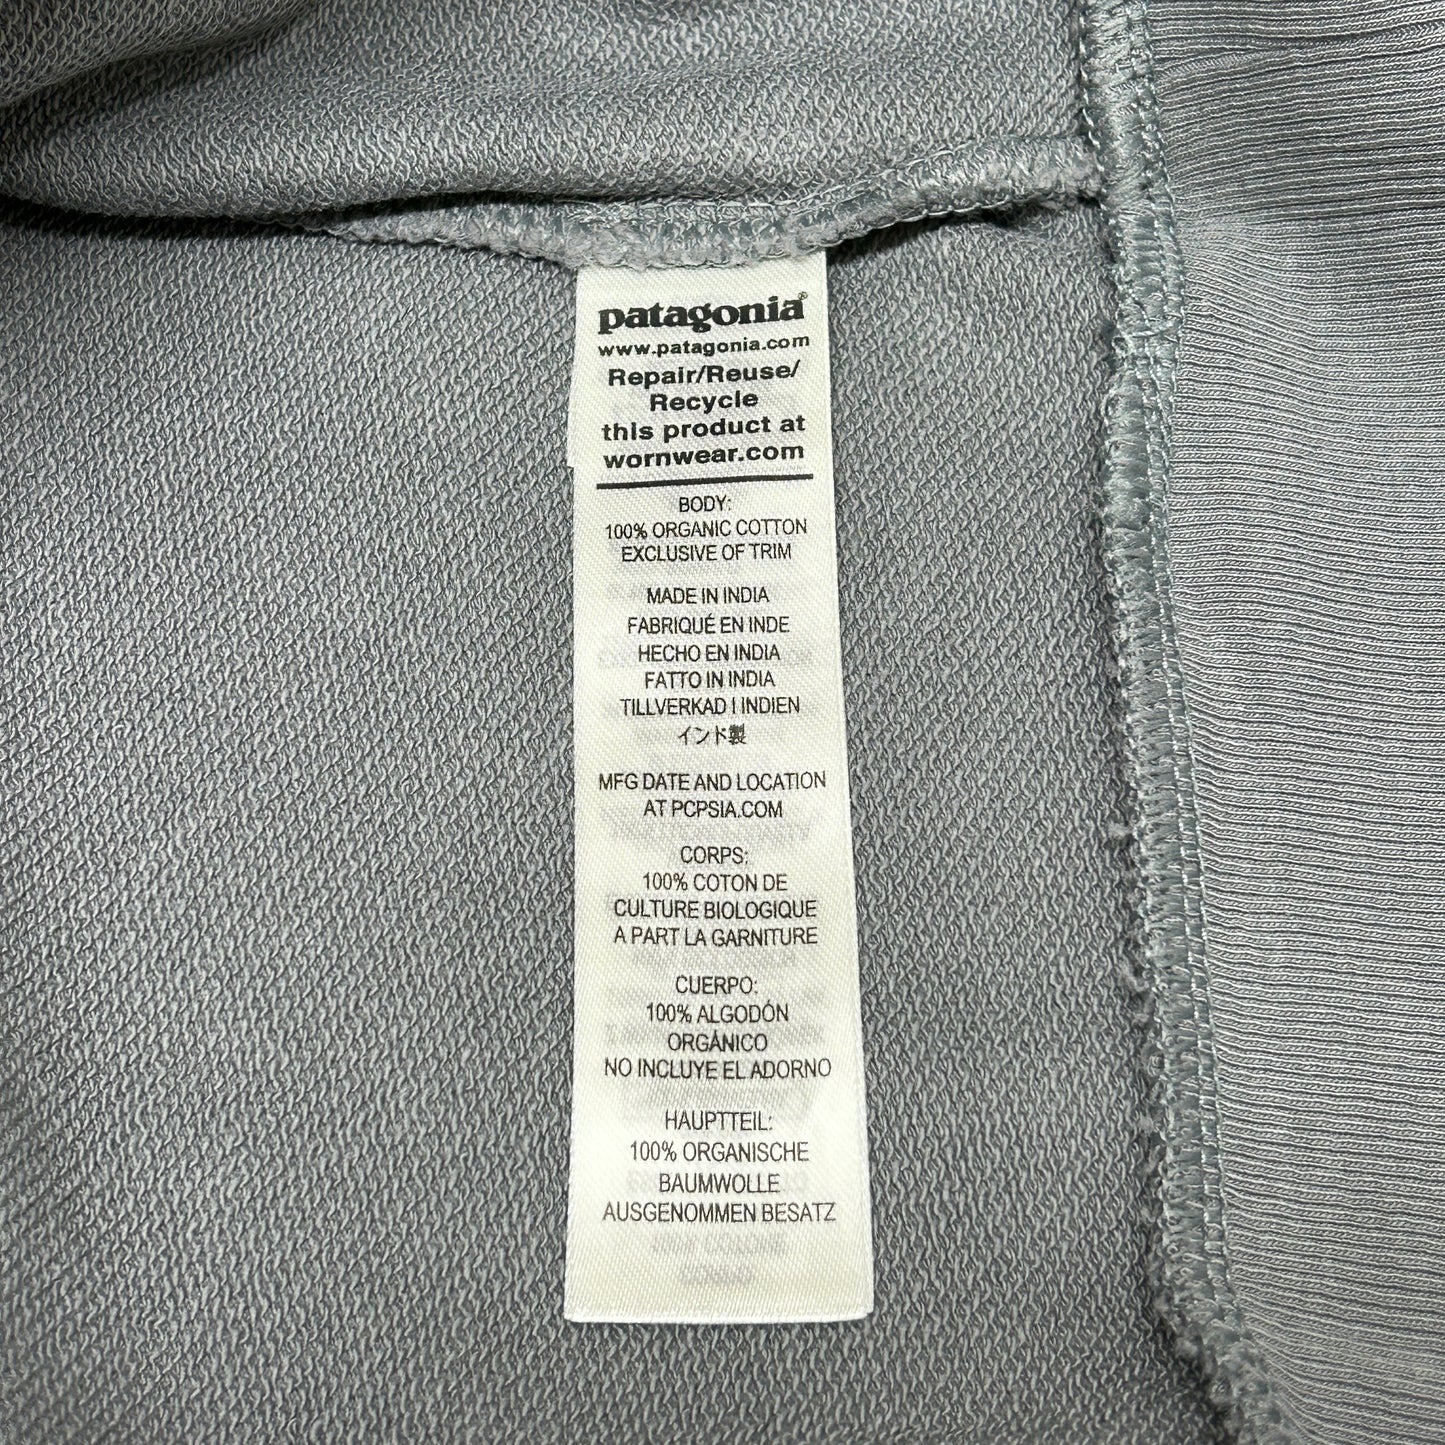 patagonia®
www.patagonia.com
Repair/Reuse/
Recycle
this product at
wornwear.com
BODY:
100% ORGANIC COTTON
EXCLUSIVE OF TRIM
MADE IN INDIA
FABRIQUÉ EN INDE
HECHO EN INDIA
FATTO IN INDIA
TILLVERKAD I INDIEN
インド製
MFG DATE AND LOCATION
AT PCPSIA.COM
CORPS:
100% COTON DE
CULTURE BIOLOGIQUE
A PART LA GARNITURE
CUERPO:
100% ALGODÓN
ORGÁNICO
NO INCLUYE EL ADORNO
HAUPTTEIL:
100% ORGANISCHE
BAUMWOLLE
AUSGENOMMEN BESATZ